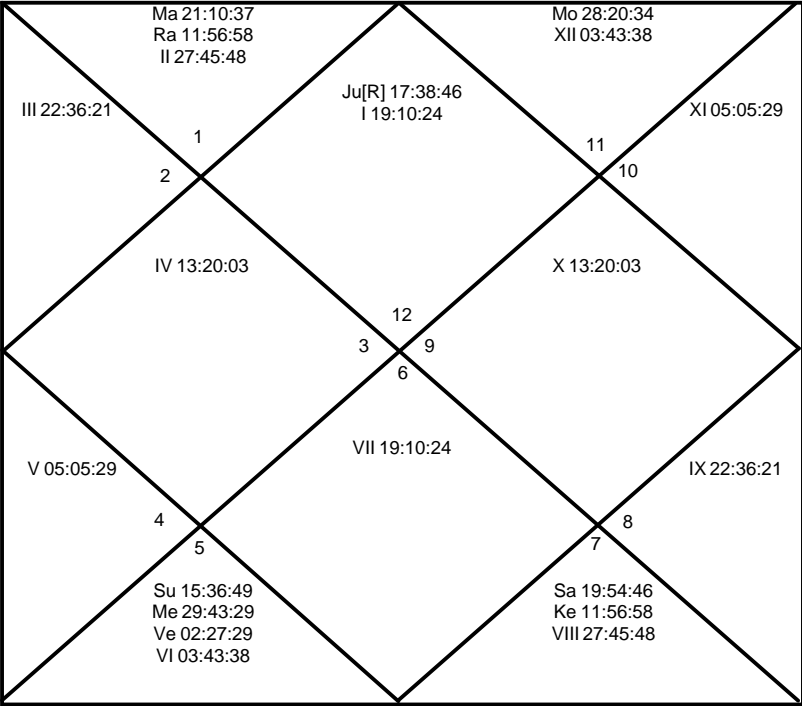 Ma 21:10:37
Ra 11:56:58
II 27:45:48
Mo 28:20:34
XII 03:43:38
Ju[R] 17:38:46
I 19:10:24
III 22:36:21
XI 05:05:29
1
11
2
10
IV 13:20:03
X 13:20:03
12
3
9
6
VII 19:10:24
V 05:05:29
IX 22:36:21
4
8
5
7
Su 15:36:49
Me 29:43:29
Ve 02:27:29
VI 03:43:38
Sa 19:54:46
Ke 11:56:58
VIII 27:45:48